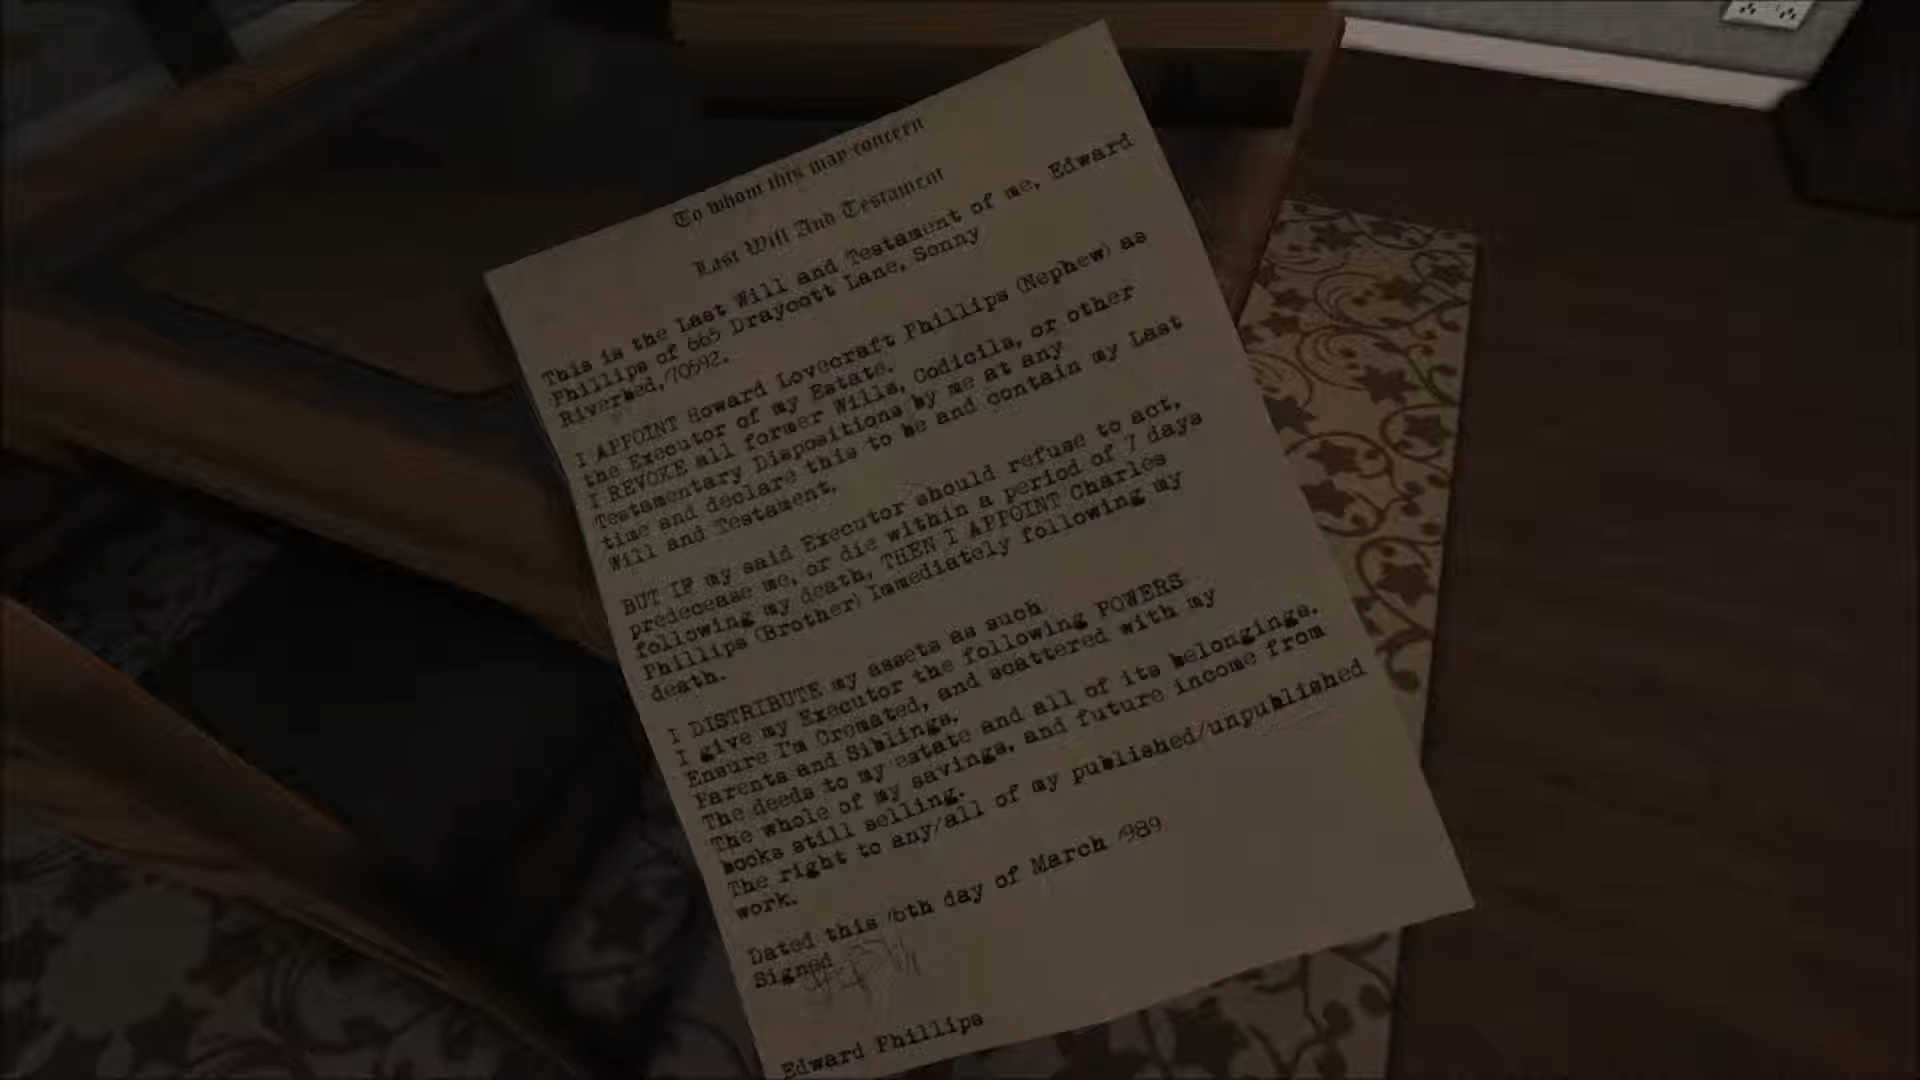 To whom this may concern
Last Will And Testament
This is the Last Will and Testament of me, Edward
Phillips of 665 Draycott Lane, Sonny
Riverbed,70592.
I APPOINT Howard Lovecraft Phillips (Nephew) as
the Executor of my Estate.
I REVOKE all former Wills, Codicils, or other
Testamentary Dispositions by me at any
time and declare this to be and contain my Last
Will and Testament.
BUT IF my said Executor should refuse to act,
predecease me, or die within a period of 7 days
following my death, THEN I APPOINT Charles
Phillips (Brother) Immediately following my
death.
I DISTRIBUTE my assets as such
I give my Executor the following POWERS
Ensure I'm Cremated, and scattered with my
Parents and Siblings.
The deeds to my estate and all of its belongings.
The whole of my savings, and future income from
books still selling.
The right to any/all of my published/unpublished
work.
Dated this 16th day of March 1989
Signed
Edward Phillips